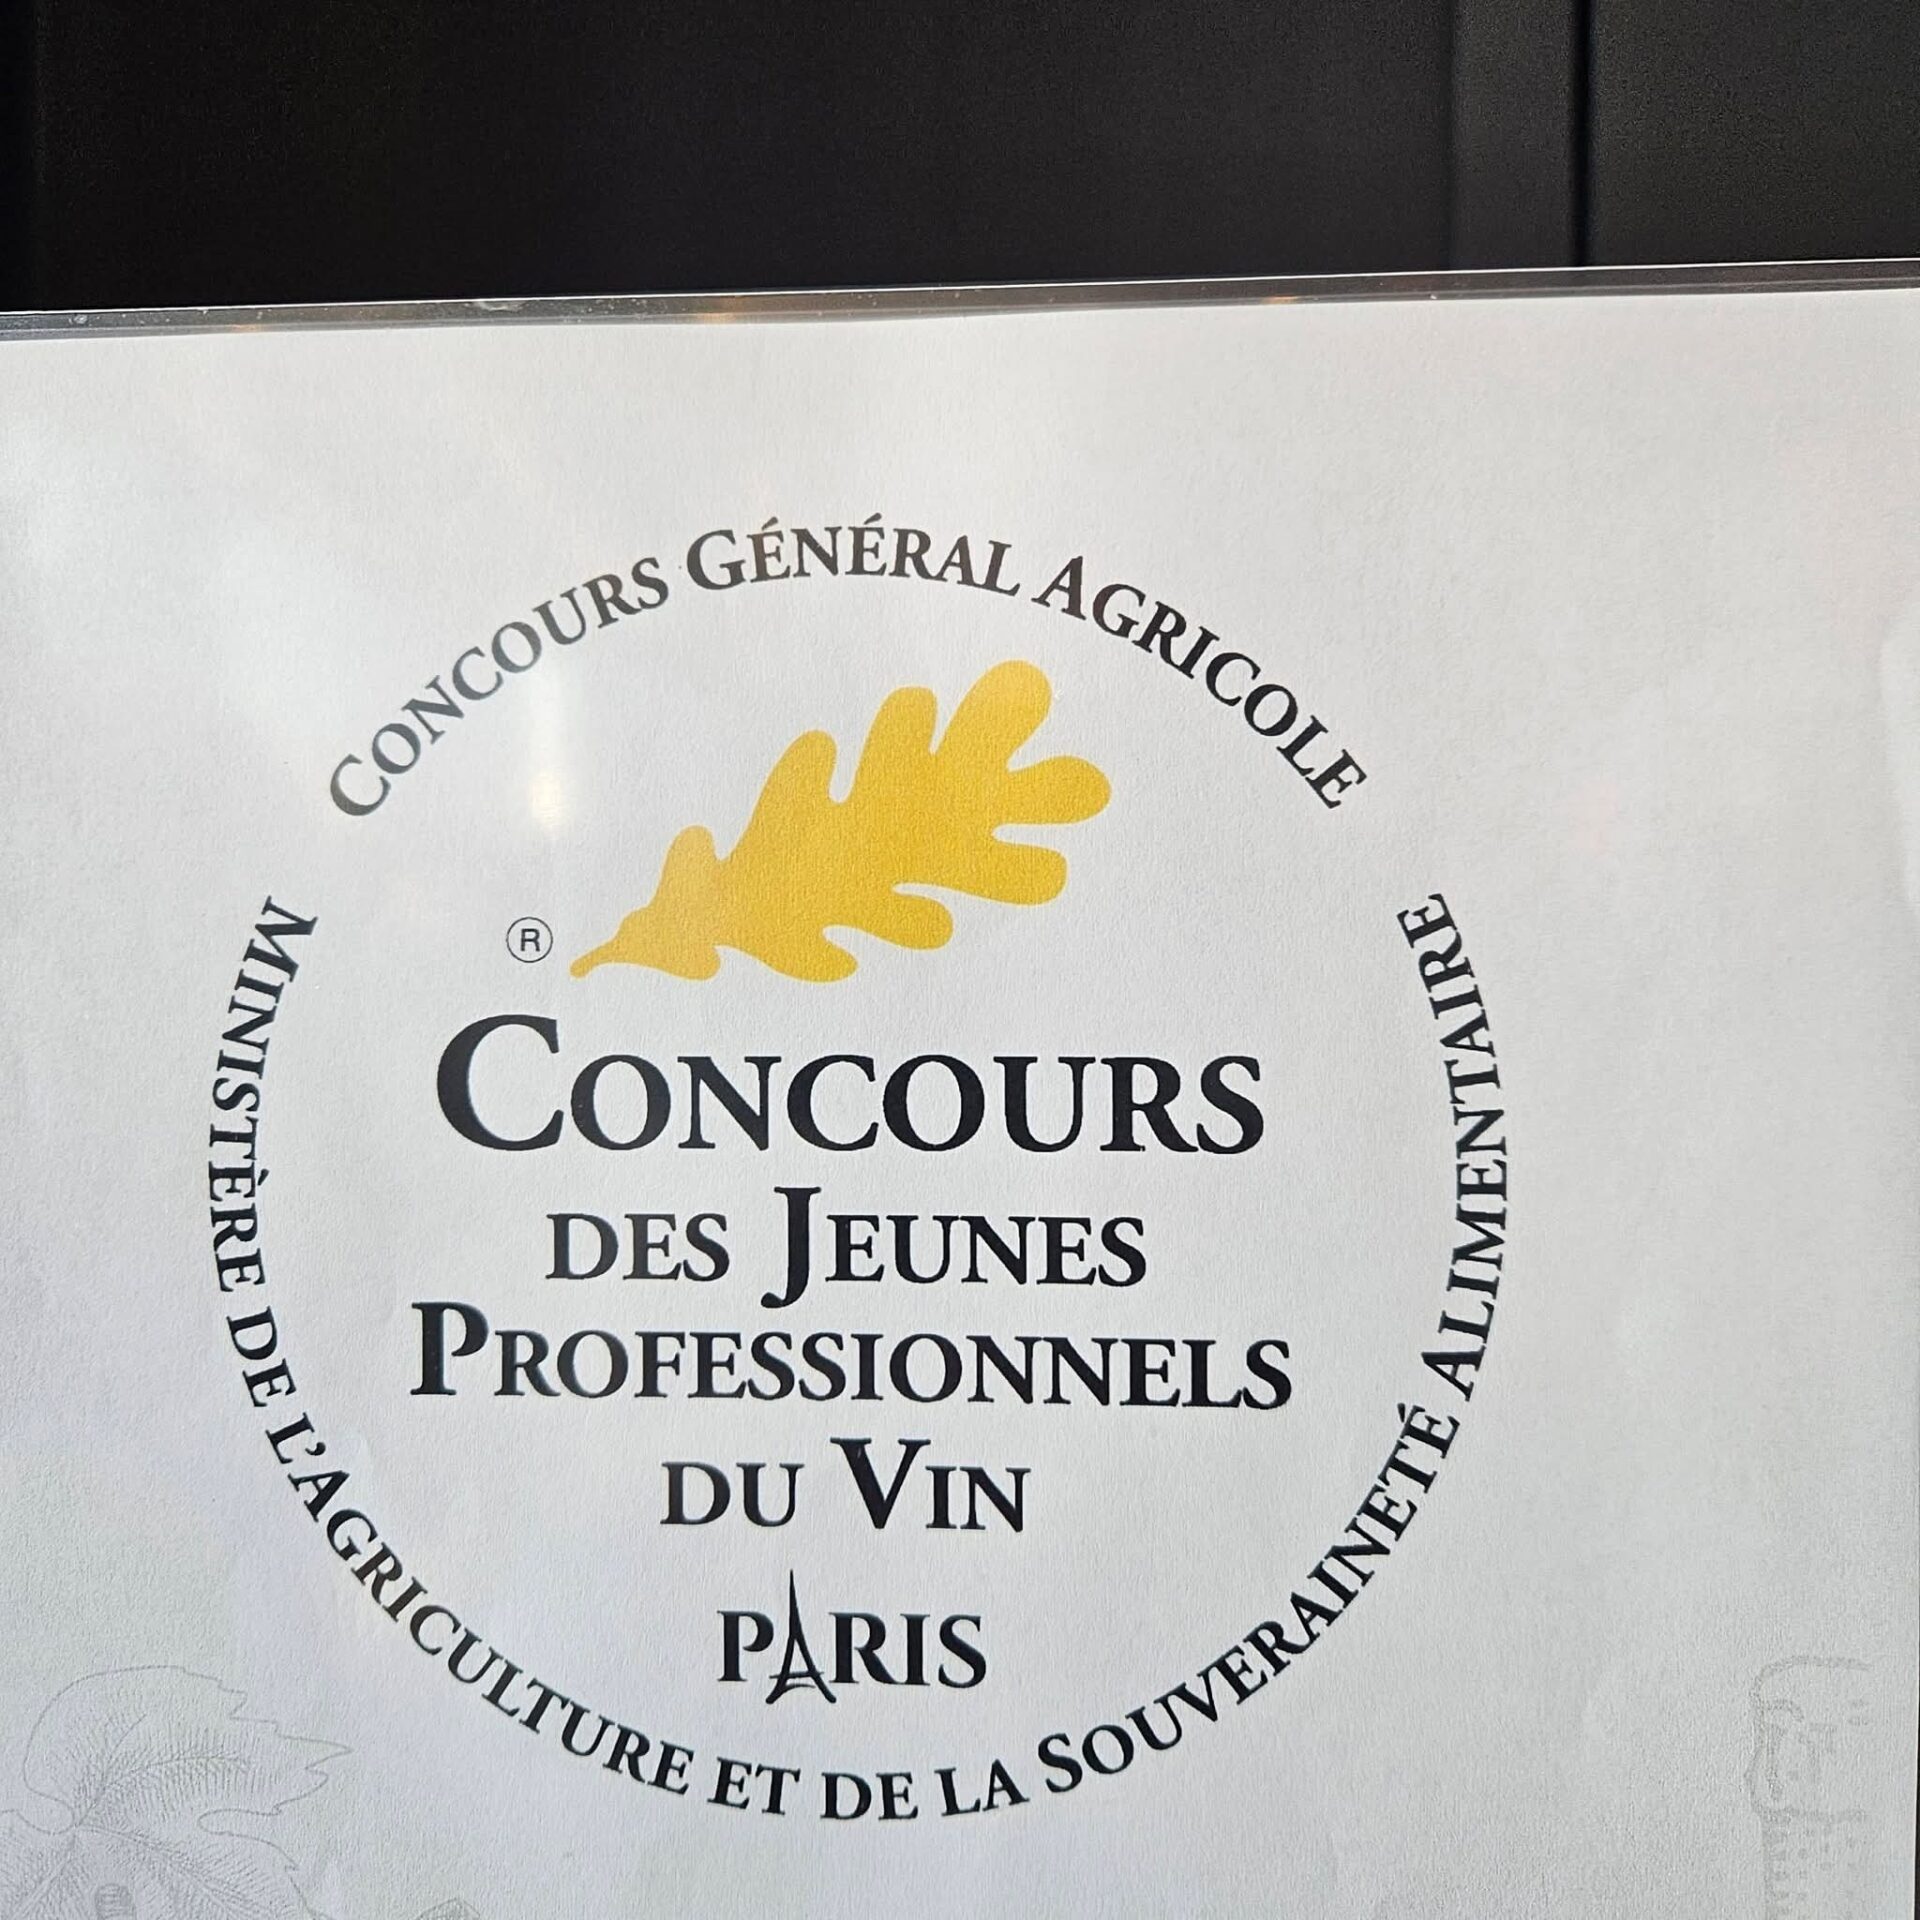 CONCOURS GÉNÉRAL AGRICOLE
®
CONCOURS
DES JEUNES
PROFESSIONNELS
DU VIN
PARIS
MINISTÈRE DE L'AGRICULTURE ET DE LA SOUVERAINETÉ ALIMENTAIRE